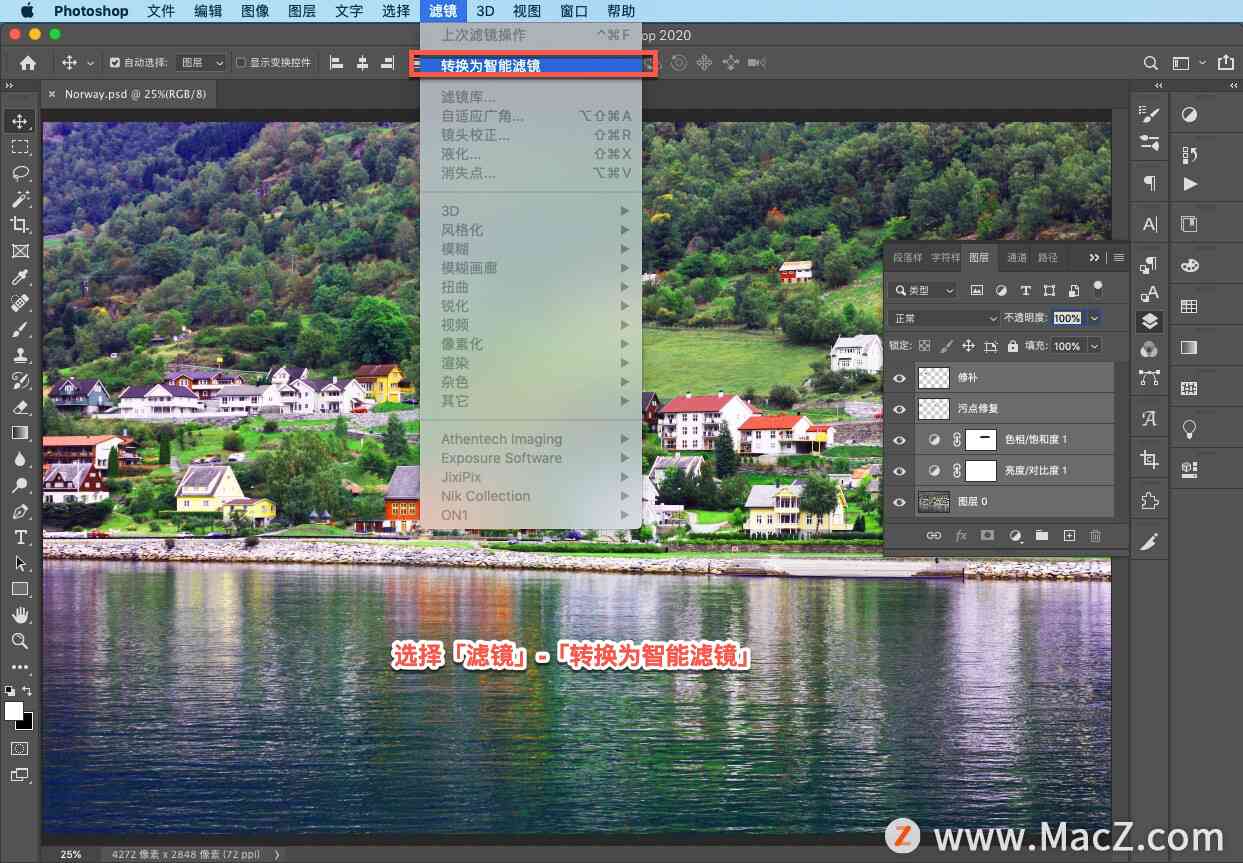 Photoshop 文件 编辑 图像 图层 文字 选择 滤镜 3D 视图 窗口 帮助
op 2020
自动选择: 图层 显示变换控件
Norway.psd @ 25%(RGB/8)
上次滤镜操作 ^⌘F
转换为智能滤镜
滤镜库...
自适应广角... ⌥⇧⌘A
镜头校正... ⇧⌘R
液化... ⇧⌘X
消失点... ⌥⌘V
3D
风格化
模糊
模糊画廊
扭曲
锐化
视频
像素化
渲染
杂色
其它
Athentech Imaging
Exposure Software
JixiPix
Nik Collection
ON1
段落样 字符样 图层 通道 路径
类型
正常 不透明度: 100%
锁定: 填充: 100%
修补
污点修复
色相/饱和度 1
亮度/对比度 1
图层 0
fx
选择「滤镜」-「转换为智能滤镜」
25% 4272 像素 x 2848 像素 (72 ppi)
Z www.MacZ.com